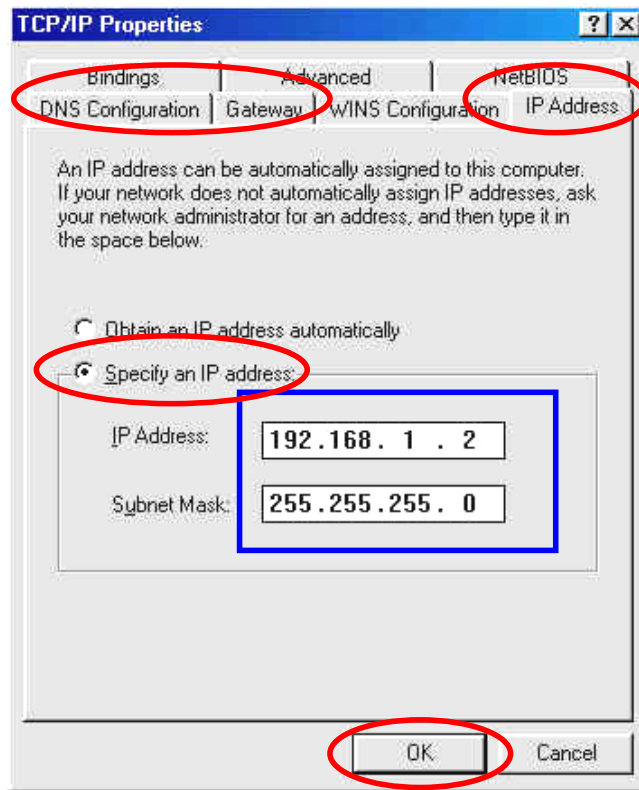 TCP/IP Properties
Bindings Advanced NetBIOS
DNS Configuration Gateway WINS Configuration IP Address
An IP address can be automatically assigned to this computer.
If your network does not automatically assign IP addresses, ask
your network administrator for an address, and then type it in
the space below.
Obtain an IP address automatically
Specify an IP address:
IP Address: 192.168. 1 . 2
Subnet Mask: 255.255.255. 0
OK Cancel